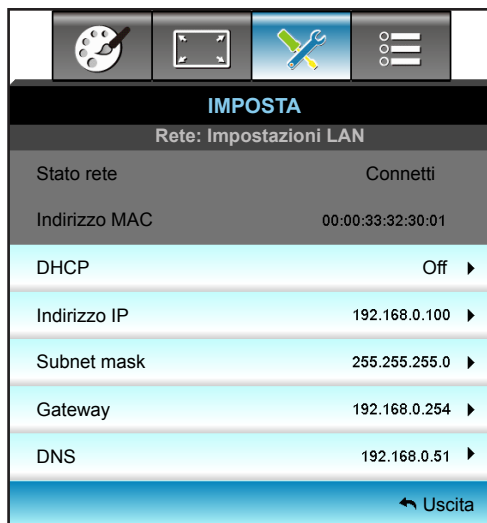 IMPOSTA
Rete: Impostazioni LAN
Stato rete Connetti
Indirizzo MAC 00:00:33:32:30:01
DHCP Off
Indirizzo IP 192.168.0.100
Subnet mask 255.255.255.0
Gateway 192.168.0.254
DNS 192.168.0.51
Uscita